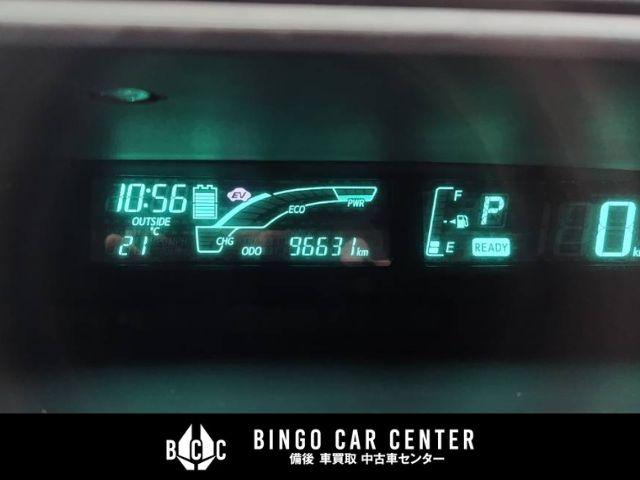 10:56
EV
ECO
PWR
OUTSIDE
°C
21
CHG
ODO 96631 km
F
E
P
READY
0
BCC
BINGO CAR CENTER
備後 車買取 中古車センター